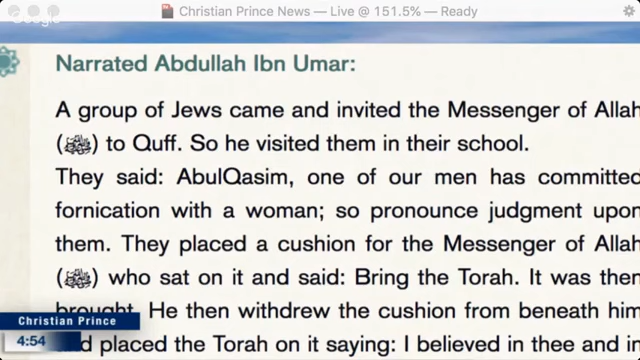 Christian Prince News — Live @ 151.5% — Ready
Google
Narrated Abdullah Ibn Umar:
A group of Jews came and invited the Messenger of Allah
(ﷺ) to Quff. So he visited them in their school.
They said: AbulQasim, one of our men has committed
fornication with a woman; so pronounce judgment upon
them. They placed a cushion for the Messenger of Allah
(ﷺ) who sat on it and said: Bring the Torah. It was then
brought. He then withdrew the cushion from beneath him
and placed the Torah on it saying: I believed in thee and in
Christian Prince
4:54